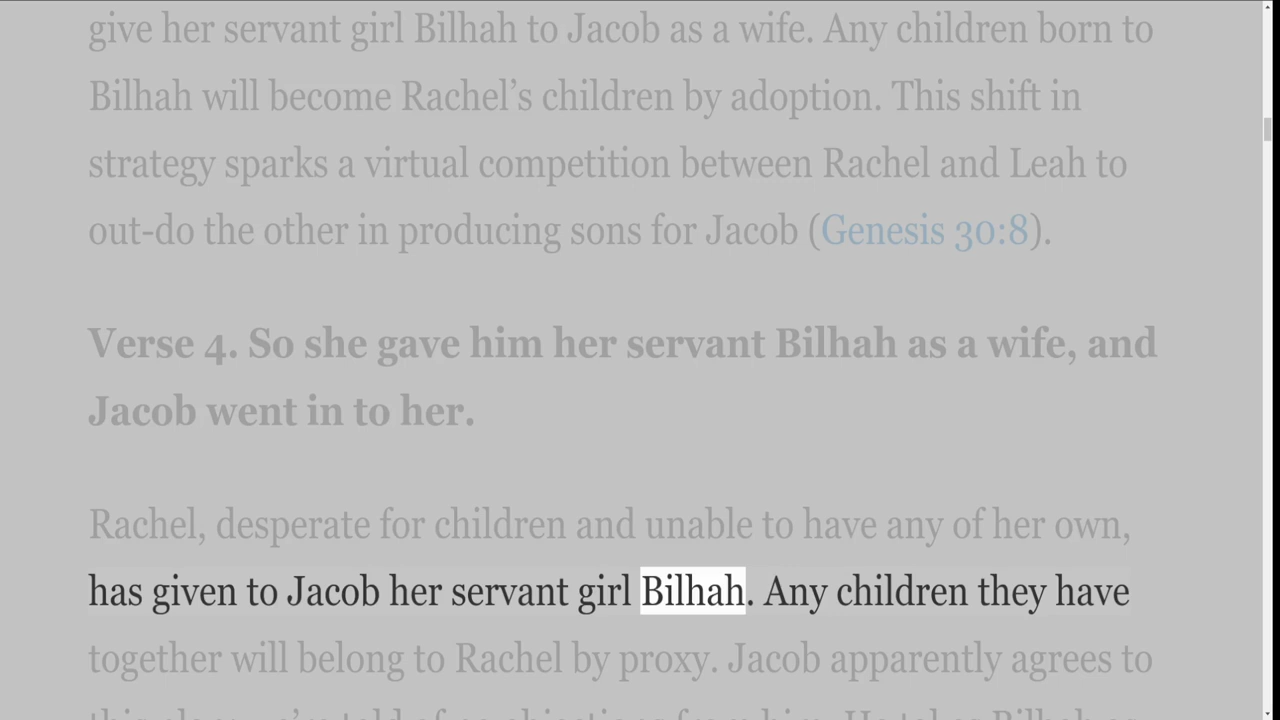 give her servant girl Bilhah to Jacob as a wife. Any children born to
Bilhah will become Rachel’s children by adoption. This shift in
strategy sparks a virtual competition between Rachel and Leah to
out-do the other in producing sons for Jacob (Genesis 30:8).
Verse 4. So she gave him her servant Bilhah as a wife, and
Jacob went in to her.
Rachel, desperate for children and unable to have any of her own,
has given to Jacob her servant girl Bilhah. Any children they have
together will belong to Rachel by proxy. Jacob apparently agrees to